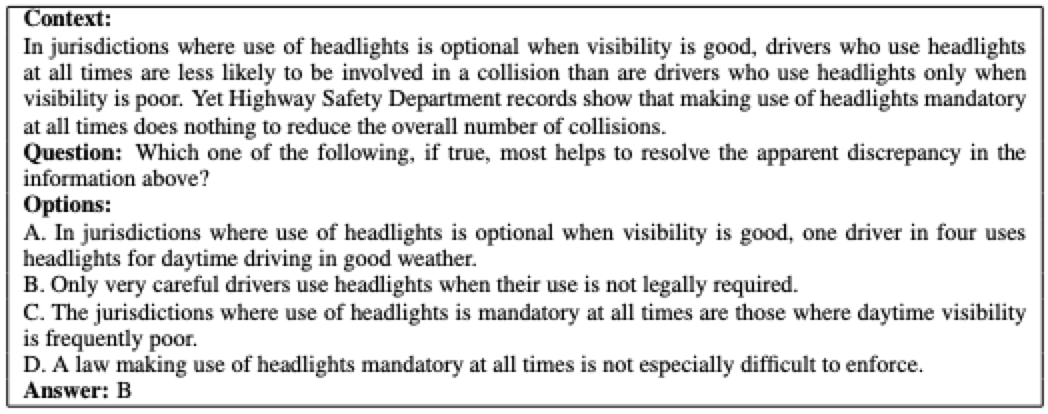 Context:
In jurisdictions where use of headlights is optional when visibility is good, drivers who use headlights
at all times are less likely to be involved in a collision than are drivers who use headlights only when
visibility is poor. Yet Highway Safety Department records show that making use of headlights mandatory
at all times does nothing to reduce the overall number of collisions.
Question: Which one of the following, if true, most helps to resolve the apparent discrepancy in the
information above?
Options:
A. In jurisdictions where use of headlights is optional when visibility is good, one driver in four uses
headlights for daytime driving in good weather.
B. Only very careful drivers use headlights when their use is not legally required.
C. The jurisdictions where use of headlights is mandatory at all times are those where daytime visibility
is frequently poor.
D. A law making use of headlights mandatory at all times is not especially difficult to enforce.
Answer: B